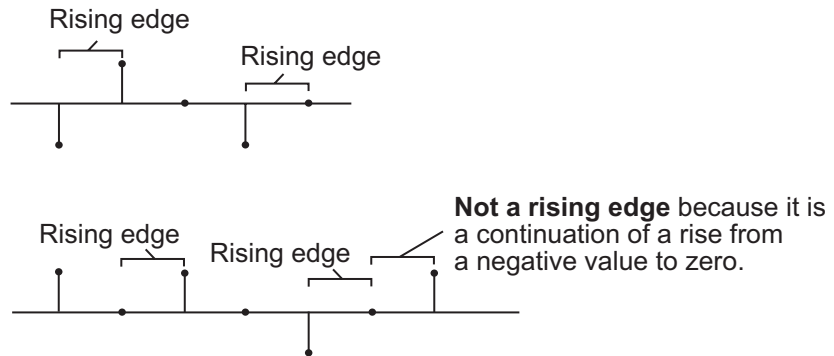 Rising edge
Rising edge
Not a rising edge because it is
a continuation of a rise from
a negative value to zero.
Rising edge
Rising edge